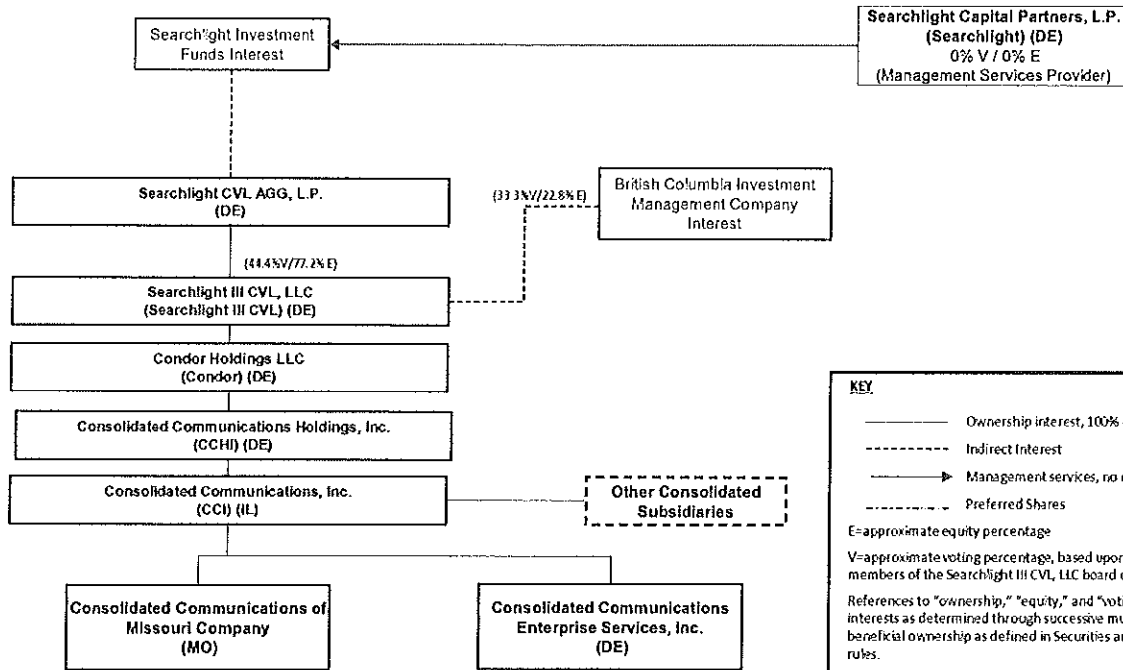 Searchlight Investment
Funds Interest
Searchlight Capital Partners, L.P.
(Searchlight) (DE)
0% V / 0% E
(Management Services Provider)
Searchlight CVL AGG, L.P.
(DE)
(33.3%V/22.8% E)
British Columbia Investment
Management Company
Interest
(44.4%V/77.2% E)
Searchlight III CVL, LLC
(Searchlight III CVL) (DE)
Condor Holdings LLC
(Condor) (DE)
Consolidated Communications Holdings, Inc.
(CCHI) (DE)
Consolidated Communications, Inc.
(CCI) (IL)
Other Consolidated
Subsidiaries
Consolidated Communications of
Missouri Company
(MO)
Consolidated Communications
Enterprise Services, Inc.
(DE)
KEY
Ownership interest, 100%
Indirect Interest
Management services, no
Preferred Shares
E=approximate equity percentage
V=approximate voting percentage, based upon
members of the Searchlight III CVL, LLC board
References to "ownership," "equity," and
interests as determined through successive
beneficial ownership as defined in Securities
rules.